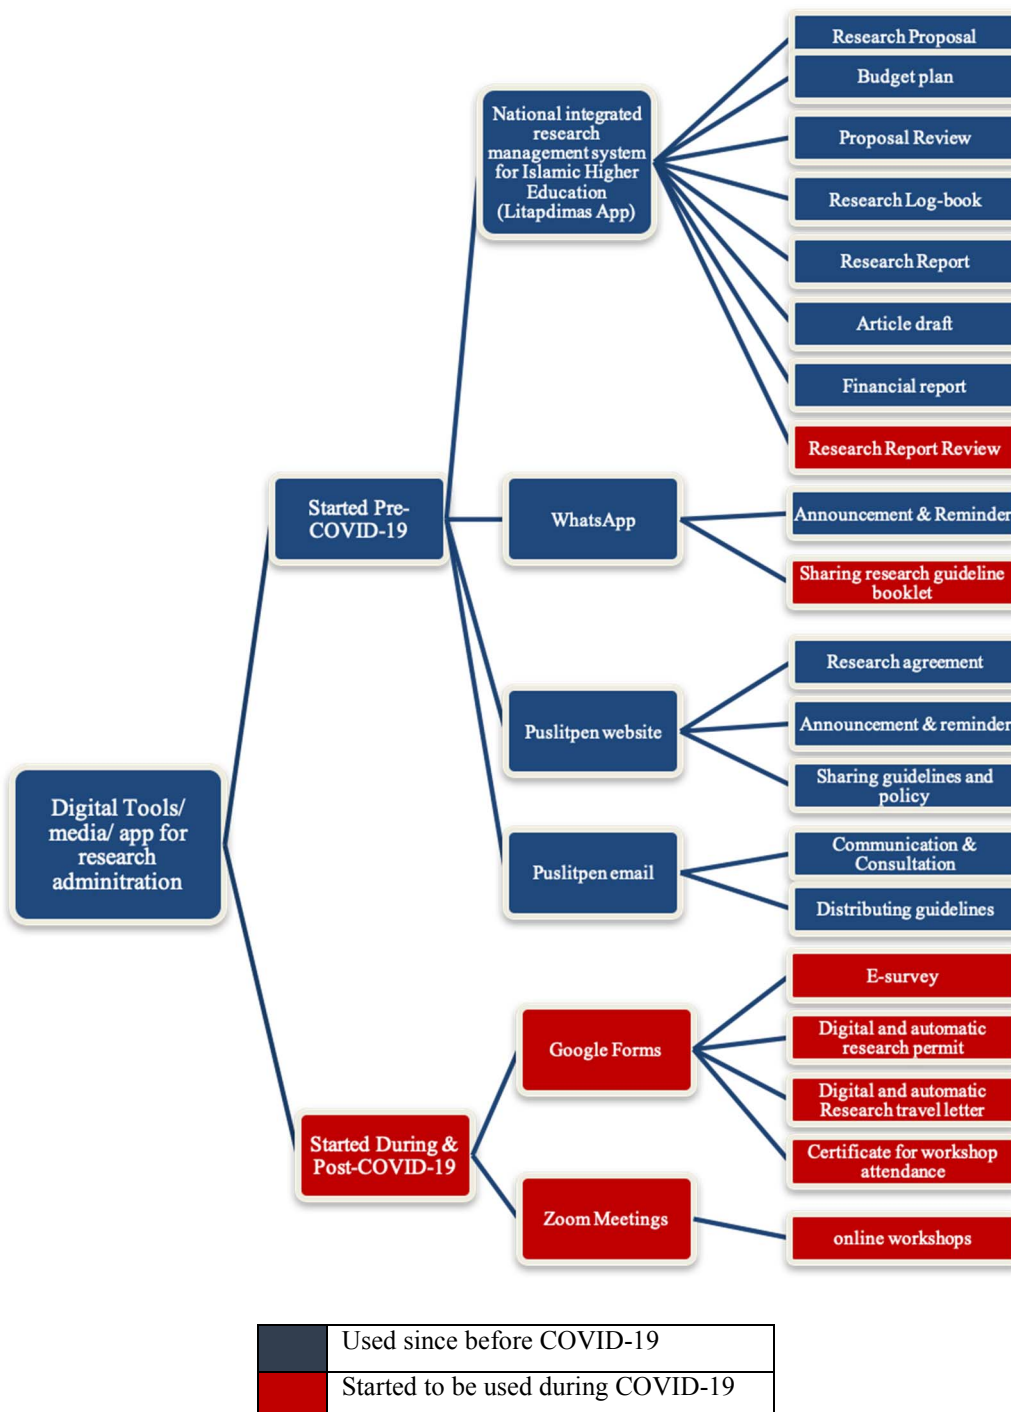 Research Proposal
Budget plan
National integrated
research
management system
for Islamic Higher
Education
(Litapdimas App)
Proposal Review
Research Log-book
Research Report
Article draft
Financial report
Research Report Review
Started Pre-
COVID-19
WhatsApp
Announcement & Reminder
Sharing research guideline
booklet
Puslitpen website
Research agreement
Announcement & reminder
Sharing guidelines and
policy
Digital Tools/
media/ app for
research
adminitration
Puslitpen email
Communication &
Consultation
Distributing guidelines
Google Forms
E-survey
Digital and automatic
research permit
Digital and automatic
Research travel letter
Certificate for workshop
attendance
Started During &
Post-COVID-19
Zoom Meetings
online workshops
Used since before COVID-19
Started to be used during COVID-19